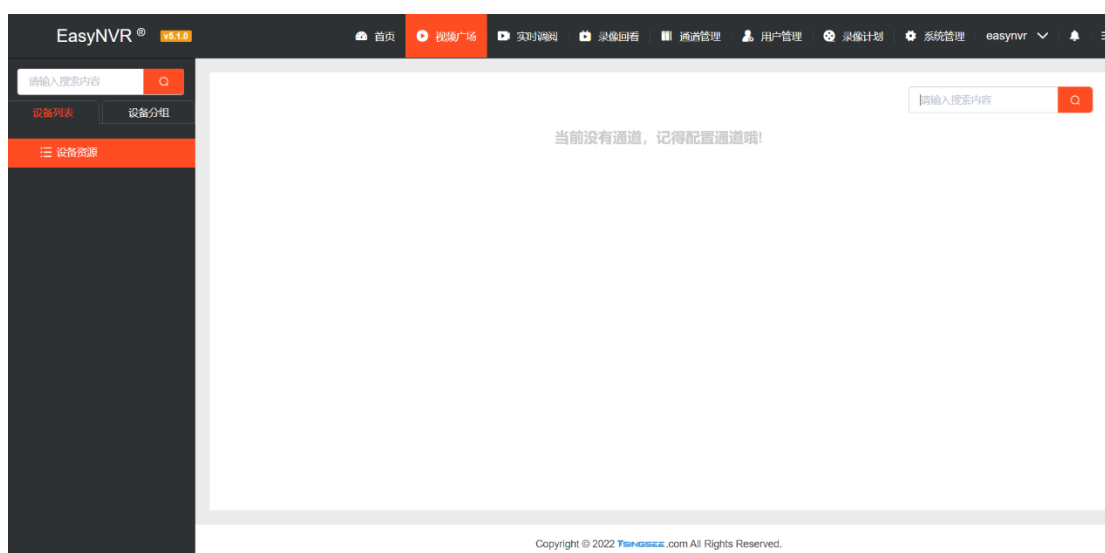 EasyNVR ® v5.1.0
首页 视频广场 实时调阅 录像回看 通道管理 用户管理 录像计划 系统管理 easynvr
请输入搜索内容
设备列表 设备分组
设备资源
请输入搜索内容
当前没有通道，记得配置通道哦!
Copyright © 2022 TSINGSEE.com All Rights Reserved.